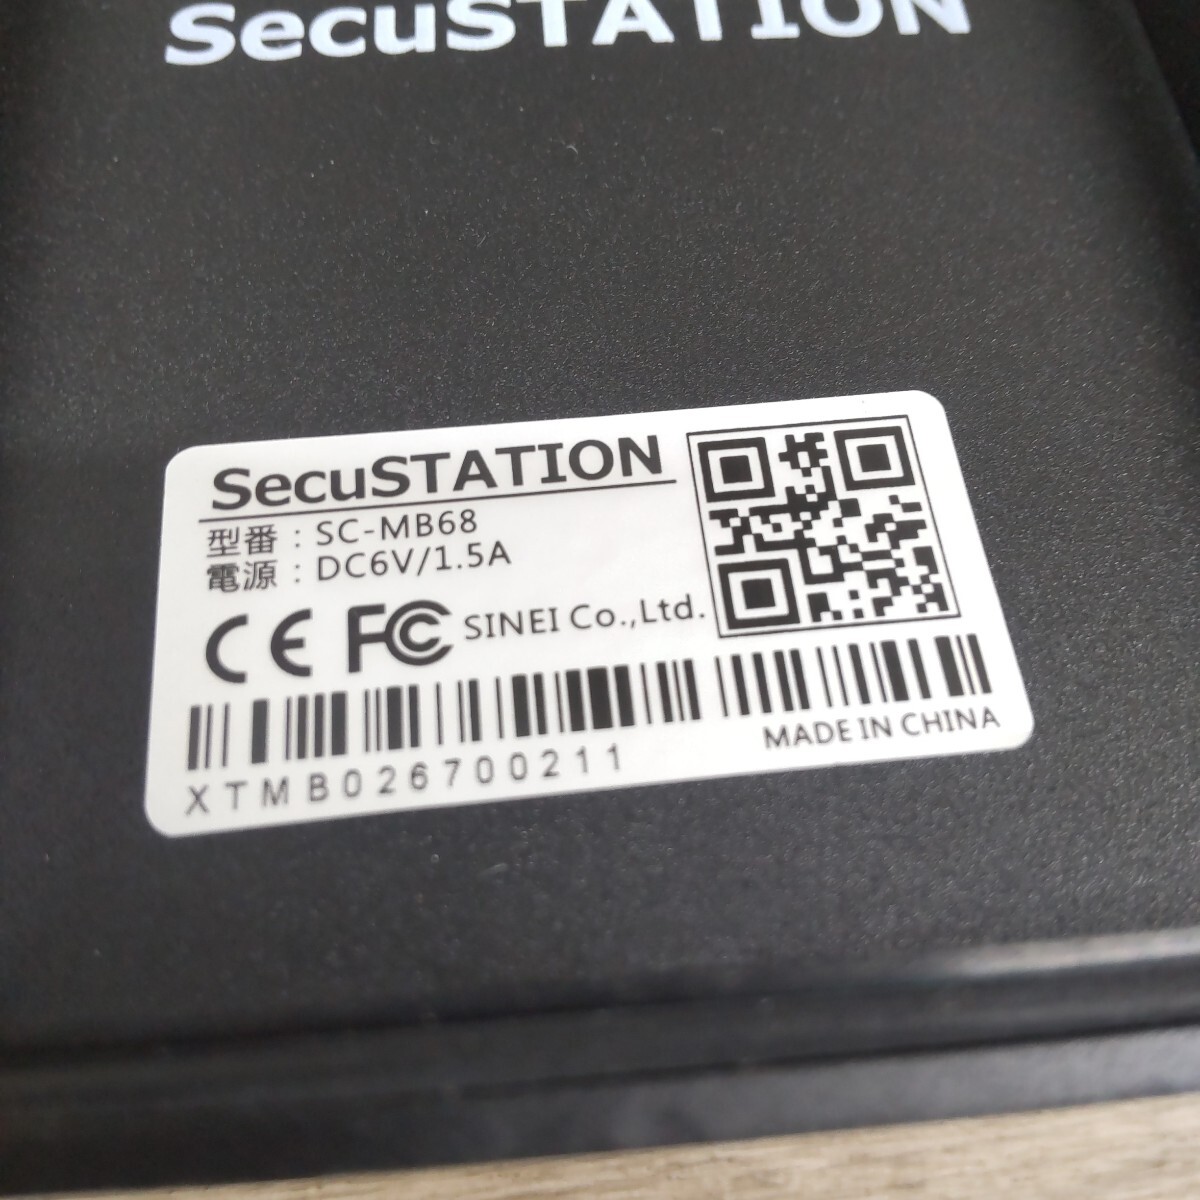 SecuSTATION
SecuSTATION
型番：SC-MB68
電源：DC6V/1.5A
CE FC SINEI Co.,Ltd.
XTMB026700211
MADE IN CHINA